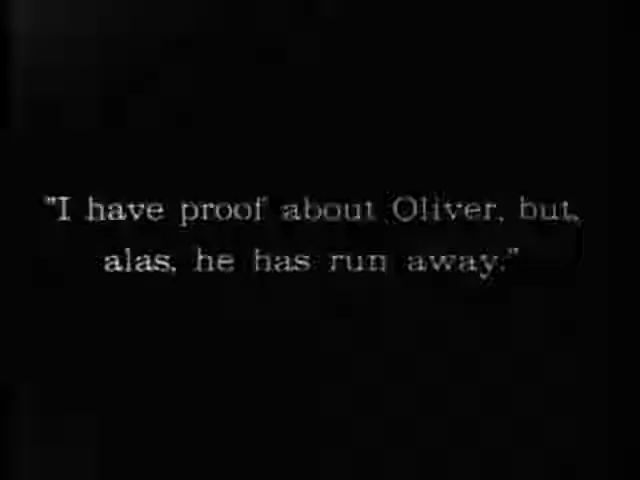 "I have proof about Oliver, but,
alas, he has run away."